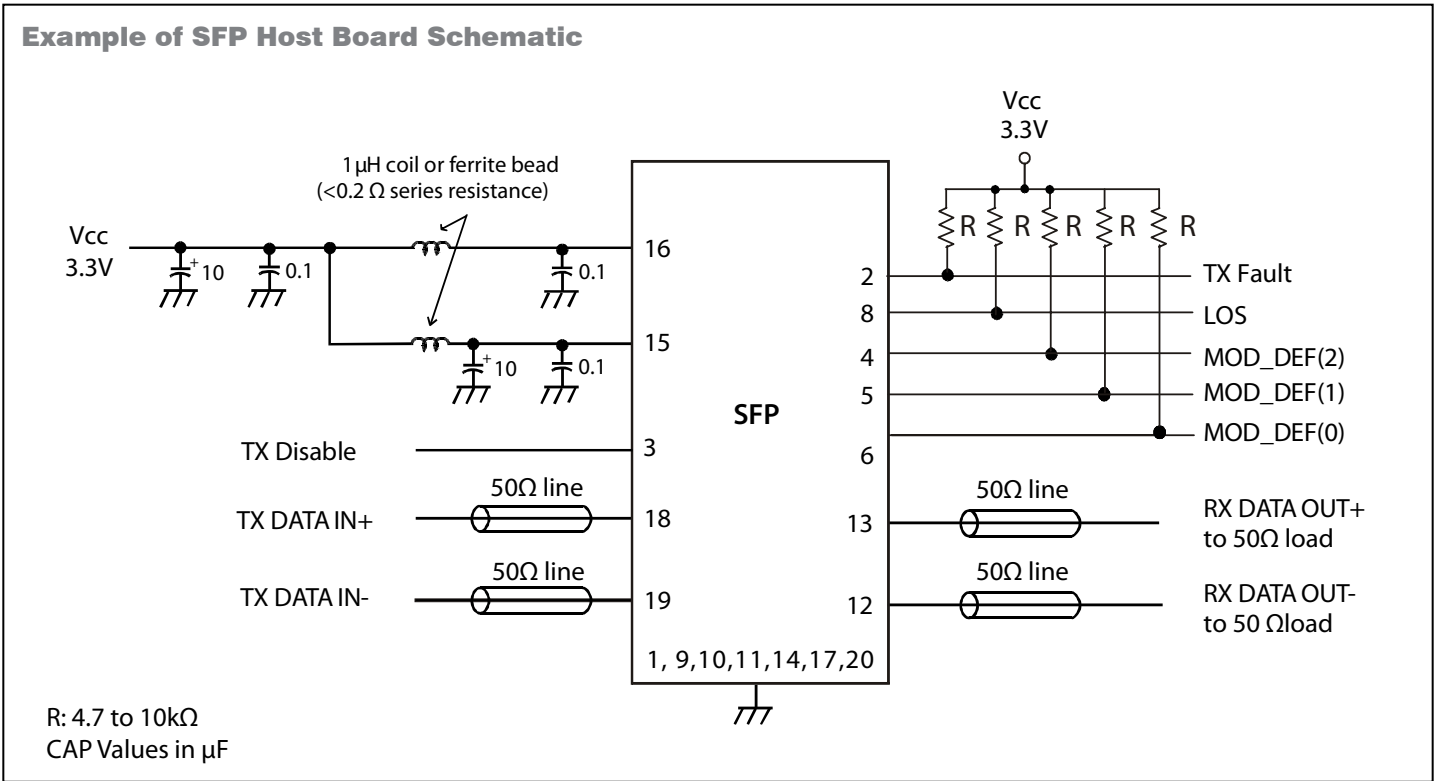 Example of SFP Host Board Schematic
Vcc
3.3V
1μH coil or ferrite bead
(<0.2 Ω series resistance)
R R R R R
Vcc
3.3V
+ 10
0.1
0.1
16
2
TX Fault
8
LOS
15
+ 10
0.1
4
MOD_DEF(2)
5
MOD_DEF(1)
SFP
6
MOD_DEF(0)
TX Disable
3
50Ω line
TX DATA IN+
18
50Ω line
13
RX DATA OUT+
to 50Ω load
50Ω line
TX DATA IN-
19
50Ω line
12
RX DATA OUT-
to 50 Ωload
1, 9,10,11,14,17,20
R: 4.7 to 10kΩ
CAP Values in μF